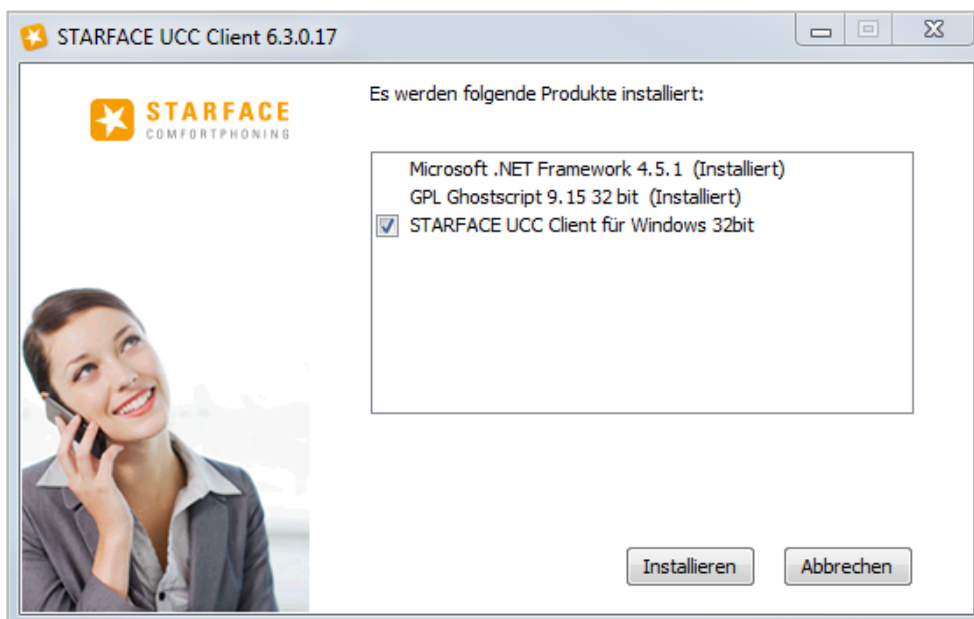 STARFACE UCC Client 6.3.0.17
STARFACE
COMFORTPHONING
Es werden folgende Produkte installiert:
Microsoft .NET Framework 4.5.1 (Installiert)
GPL Ghostscript 9.15 32 bit (Installiert)
STARFACE UCC Client für Windows 32bit
Installieren
Abbrechen